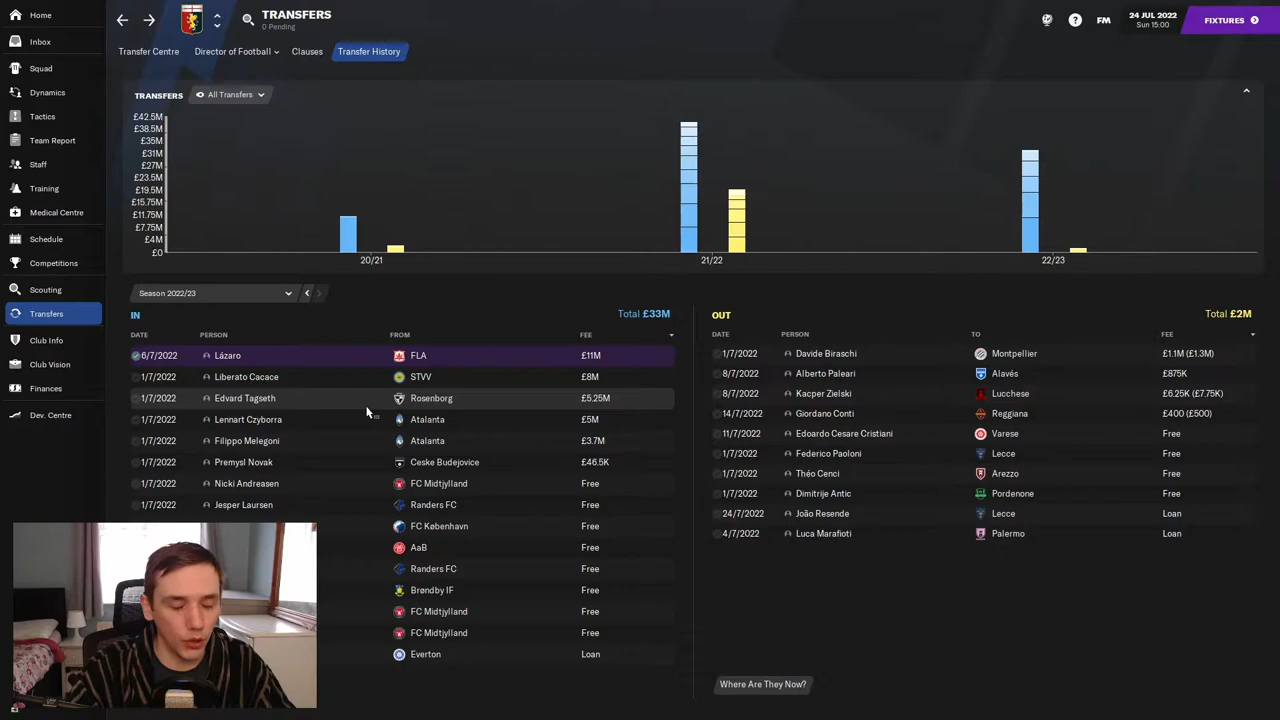 Home
Inbox
Squad
Dynamics
Tactics
Team Report
Staff
Training
Medical Centre
Schedule
Competitions
Scouting
Transfers
Club Info
Club Vision
Finances
Dev. Centre
TRANSFERS
0 Pending
FM
24 JUL 2022
Sun 15:00
FIXTURES
Transfer Centre Director of Football Clauses Transfer History
TRANSFERS All Transfers
£42.5M
£38.5M
£35M
£31M
£27M
£23.5M
£19.5M
£15.75M
£11.75M
£7.75M
£4M
£0
20/21 21/22 22/23
Season 2022/23
IN Total £33M
DATE PERSON FROM FEE
6/7/2022 Lázaro FLA £11M
1/7/2022 Liberato Cacace STVV £8M
1/7/2022 Edvard Tagseth Rosenborg £5.25M
1/7/2022 Lennart Czyborra Atalanta £5M
1/7/2022 Filippo Melegoni Atalanta £3.7M
1/7/2022 Premysl Novak Ceske Budejovice £46.5K
1/7/2022 Nicki Andreasen FC Midtjylland Free
1/7/2022 Jesper Laursen Randers FC Free
FC København Free
AaB Free
Randers FC Free
Brøndby IF Free
FC Midtjylland Free
FC Midtjylland Free
Everton Loan
OUT Total £2M
DATE PERSON TO FEE
1/7/2022 Davide Biraschi Montpellier £1.1M (£1.3M)
8/7/2022 Alberto Paleari Alavés £875K
8/7/2022 Kacper Zielski Lucchese £6.25K (£7.75K)
14/7/2022 Giordano Conti Reggiana £400 (£500)
11/7/2022 Edoardo Cesare Cristiani Varese Free
1/7/2022 Federico Paoloni Lecce Free
1/7/2022 Théo Cenci Arezzo Free
1/7/2022 Dimitrije Antic Pordenone Free
24/7/2022 João Resende Lecce Loan
4/7/2022 Luca Marafioti Palermo Loan
Where Are They Now?